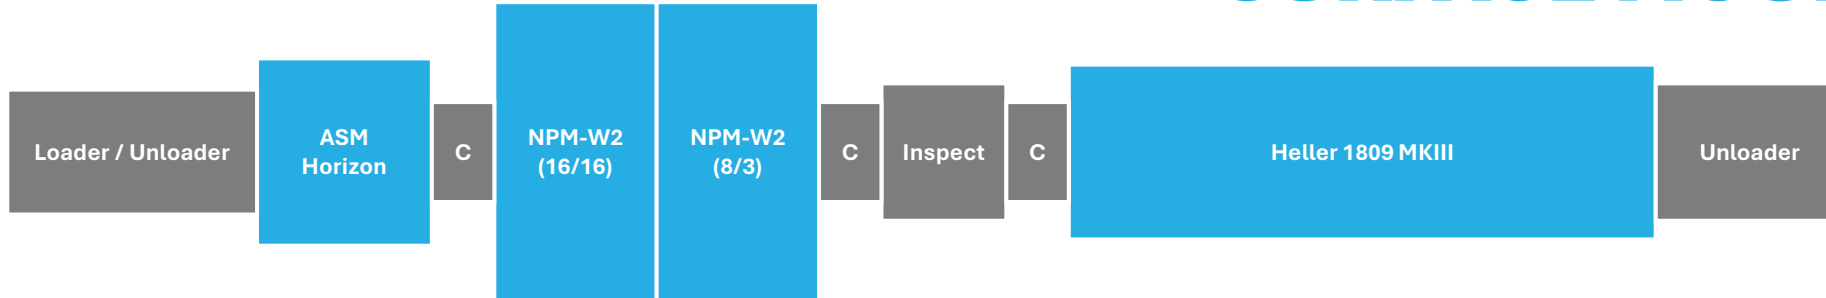 Loader / Unloader
ASM
Horizon
C
NPM-W2
(16/16)
NPM-W2
(8/3)
C
Inspect
C
Heller 1809 MKIII
Unloader